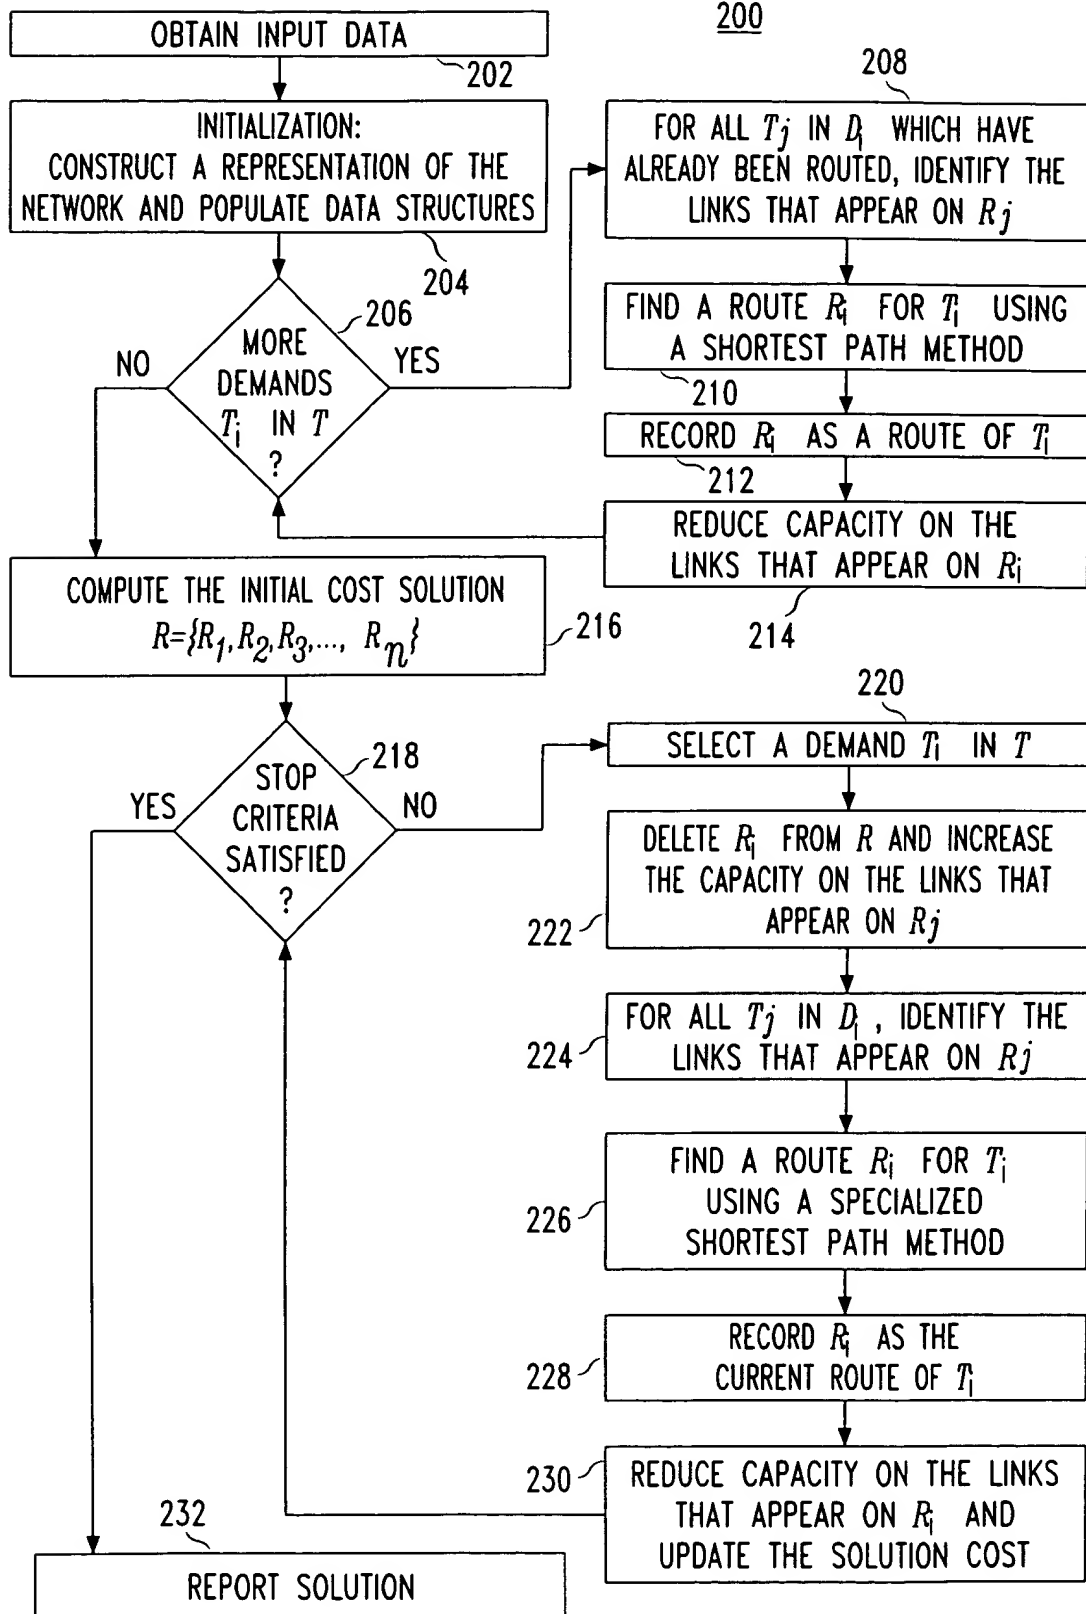 200
OBTAIN INPUT DATA
202
INITIALIZATION:
CONSTRUCT A REPRESENTATION OF THE
NETWORK AND POPULATE DATA STRUCTURES
204
206
MORE
DEMANDS
Ti IN T
?
NO
YES
208
FOR ALL Tj IN Di WHICH HAVE
ALREADY BEEN ROUTED, IDENTIFY THE
LINKS THAT APPEAR ON Rj
FIND A ROUTE Ri FOR Ti USING
A SHORTEST PATH METHOD
210
RECORD Ri AS A ROUTE OF Ti
212
REDUCE CAPACITY ON THE
LINKS THAT APPEAR ON Ri
214
COMPUTE THE INITIAL COST SOLUTION
R={R1,R2,R3,..., Rn}
216
218
STOP
CRITERIA
SATISFIED
?
YES
NO
220
SELECT A DEMAND Ti IN T
DELETE Ri FROM R AND INCREASE
THE CAPACITY ON THE LINKS THAT
APPEAR ON Rj
222
FOR ALL Tj IN Di , IDENTIFY THE
LINKS THAT APPEAR ON Rj
224
FIND A ROUTE Ri FOR Ti
USING A SPECIALIZED
SHORTEST PATH METHOD
226
RECORD Ri AS THE
CURRENT ROUTE OF Ti
228
230
REDUCE CAPACITY ON THE LINKS
THAT APPEAR ON Ri AND
UPDATE THE SOLUTION COST
232
REPORT SOLUTION